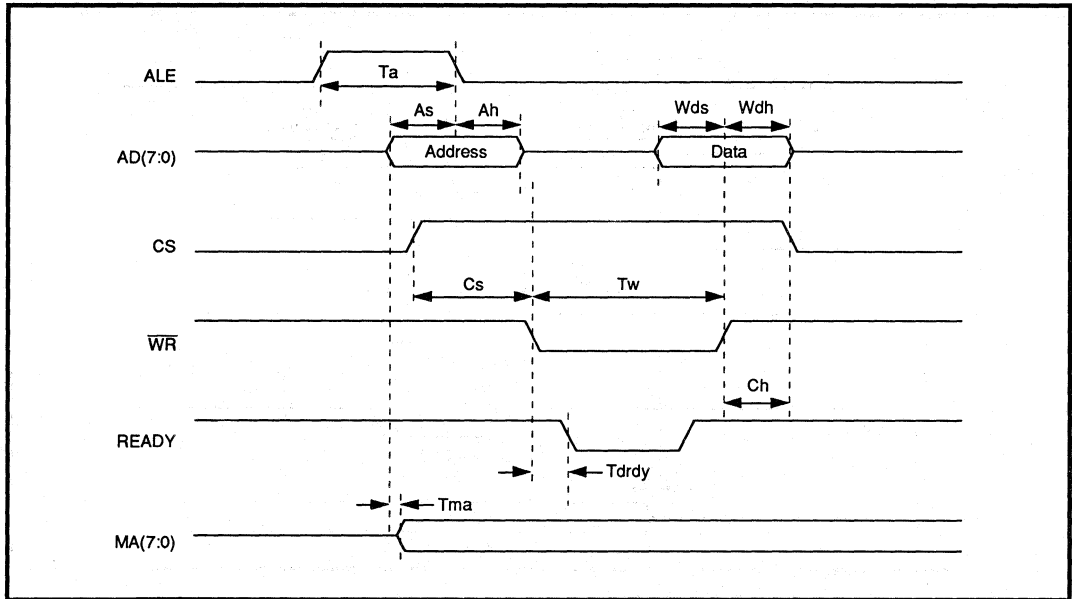 ALE
Ta
As
Ah
Wds
Wdh
AD(7:0)
Address
Data
CS
Cs
Tw
WR
Ch
READY
Tdrdy
Tma
MA(7:0)